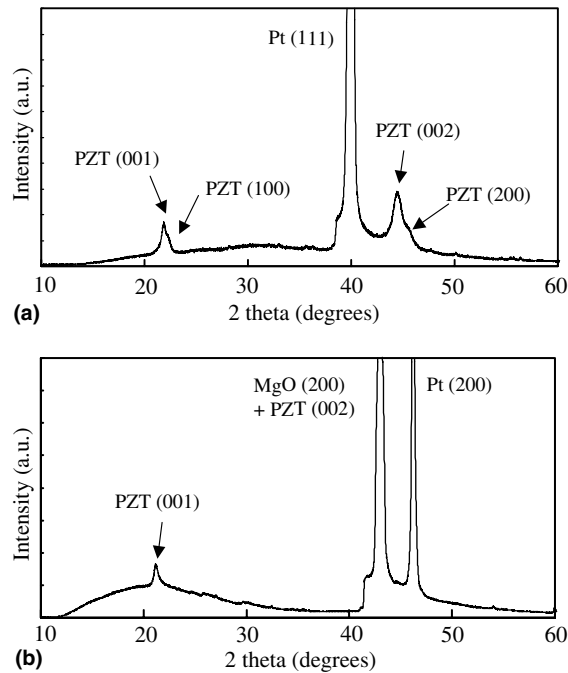 Pt (111)
PZT (002)
PZT (001)
PZT (100)
PZT (200)
Intensity (a.u.)
10 20 30 40 50 60
(a)
2 theta (degrees)
MgO (200)
+ PZT (002)
Pt (200)
PZT (001)
Intensity (a.u.)
10 20 30 40 50 60
(b)
2 theta (degrees)